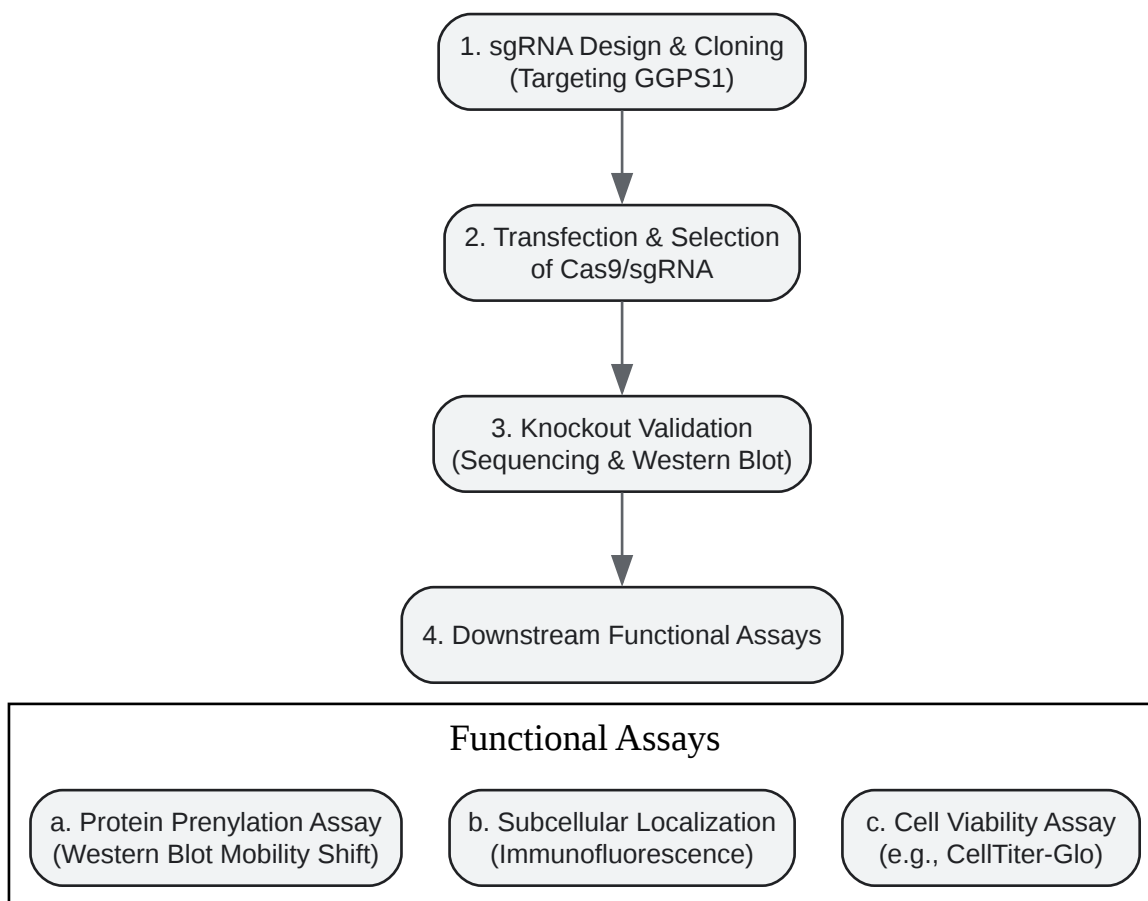 1. sgRNA Design & Cloning
(Targeting GGPS1)
2. Transfection & Selection
of Cas9/sgRNA
3. Knockout Validation
(Sequencing & Western Blot)
4. Downstream Functional Assays
Functional Assays
a. Protein Prenylation Assay
(Western Blot Mobility Shift)
b. Subcellular Localization
(Immunofluorescence)
c. Cell Viability Assay
(e.g., CellTiter-Glo)